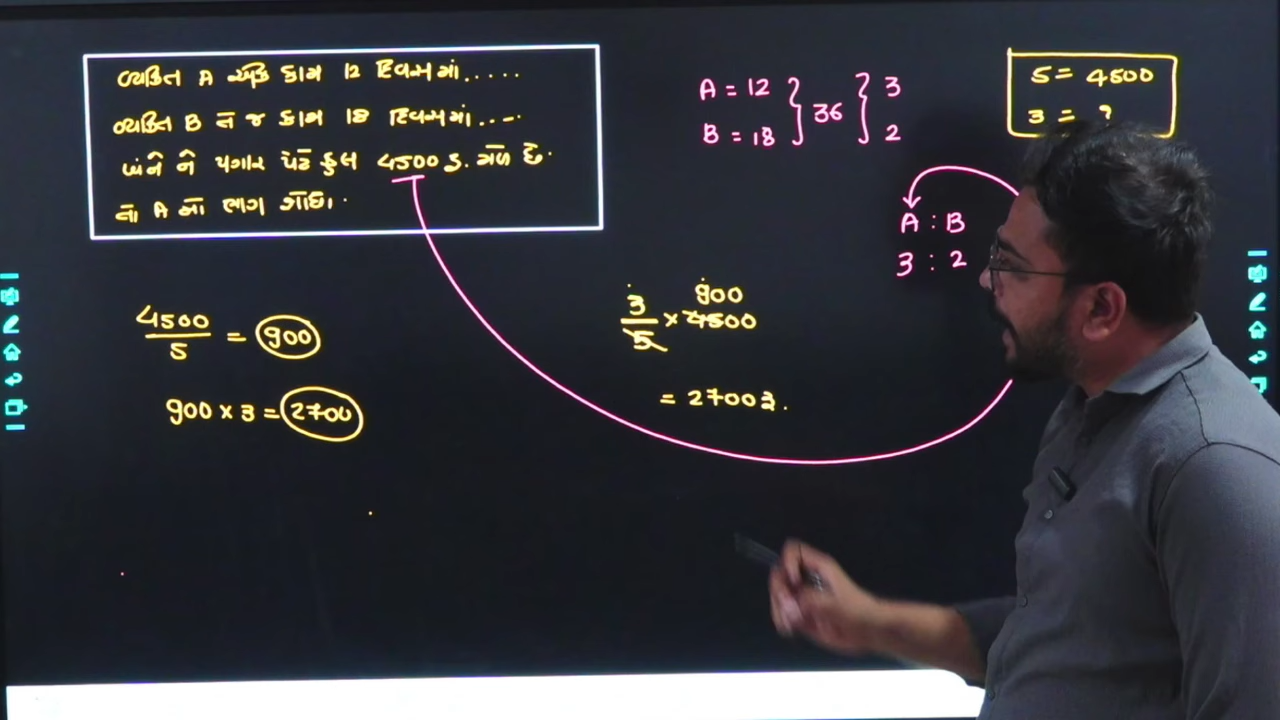 વ્યક્તિ A એક કામ 12 દિવસમાં.....
વ્યક્તિ B તે જ કામ 18 દિવસમાં....
બંને ને પગાર પેટે કુલ 4500 રૂ. મળે છે.
તો A નો ભાગ શોધો.
A = 12
B = 18
36
3
2
5 = 4500
3 = ?
A : B
3 : 2
4500/5 = 900
900 × 3 = 2700
3/5 × 4500
900
= 2700 રૂ.